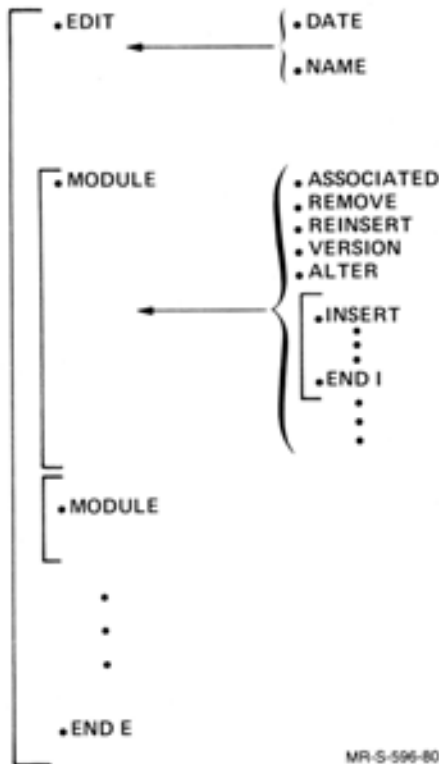 .EDIT
.DATE
.NAME
.MODULE
.ASSOCIATED
.REMOVE
.REINSERT
.VERSION
.ALTER
.INSERT
.END I
.MODULE
.END E
MR-S-596-80